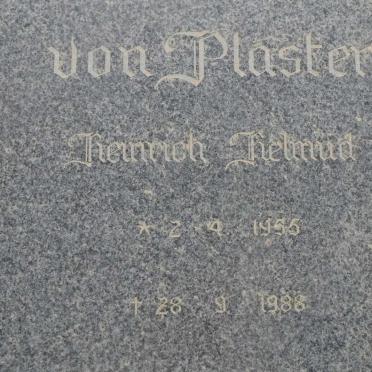 von Plaster
Heinrich Helmut
* 2 4 1955
† 28 9 1988